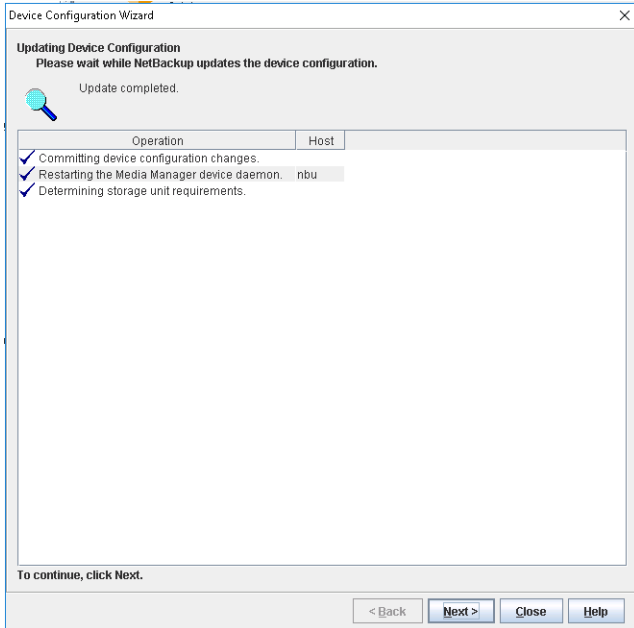 Device Configuration Wizard
Updating Device Configuration
Please wait while NetBackup updates the device configuration.
Update completed.
Operation Host
Committing device configuration changes.
Restarting the Media Manager device daemon. nbu
Determining storage unit requirements.
To continue, click Next.
< Back Next > Close Help